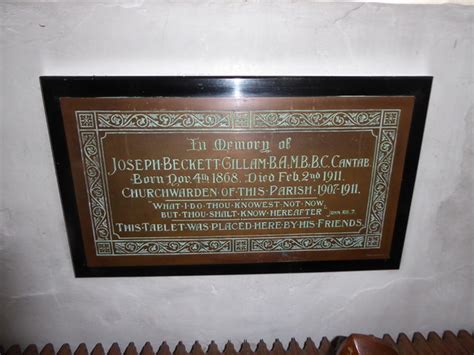 In Memory of
JOSEPH·BECKETT·GILLAM·B.A,M.B,B.C, CANTAB
Born Nov. 4th 1868. Died Feb. 2nd 1911.
CHURCHWARDEN·OF·THIS·PARISH·1907-1911.
"WHAT·I·DO·THOU·KNOWEST·NOT·NOW,
BUT·THOU·SHALT·KNOW·HEREAFTER"
THIS·TABLET·WAS·PLACED·HERE·BY·HIS·FRIENDS.